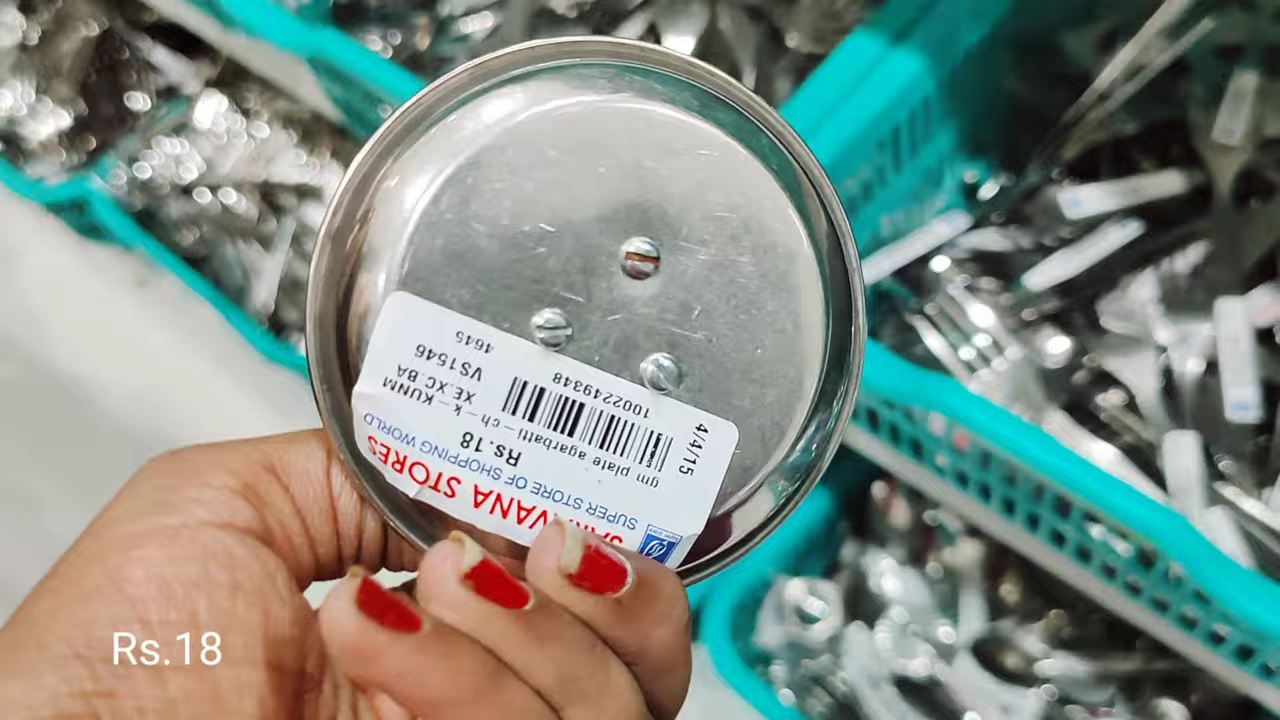 SARAVANA STORES
SUPER STORE OF SHOPPING WORLD
Rs.18
gm plate agarbatti-ch-k-KUNM
1002249348
XE.XC.BA
VS1546
4645
4/4/15
Rs.18